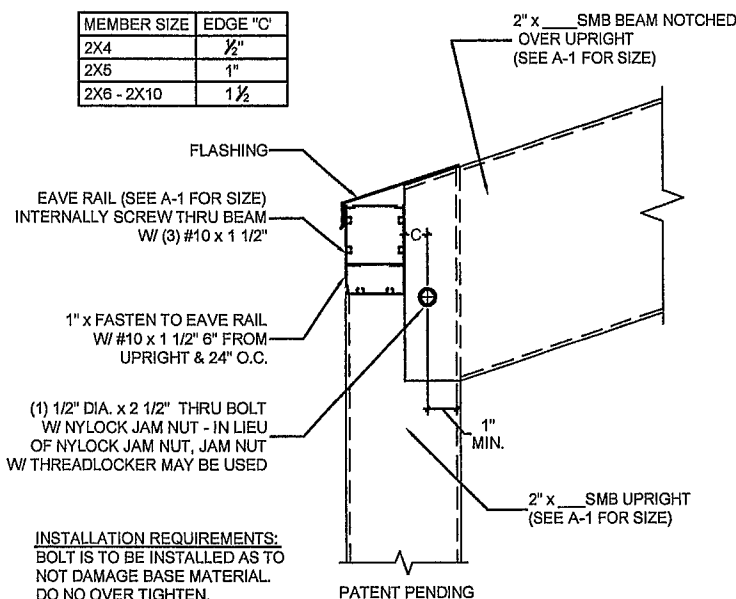 MEMBER SIZE EDGE "C'
2X4 ½"
2X5 1"
2X6 - 2X10 1 ½
2" x ____SMB BEAM NOTCHED
OVER UPRIGHT
(SEE A-1 FOR SIZE)
FLASHING
EAVE RAIL (SEE A-1 FOR SIZE)
INTERNALLY SCREW THRU BEAM
W/ (3) #10 x 1 1/2"
C
1" x FASTEN TO EAVE RAIL
W/ #10 x 1 1/2" 6" FROM
UPRIGHT & 24" O.C.
(1) 1/2" DIA. x 2 1/2" THRU BOLT
W/ NYLOCK JAM NUT - IN LIEU
OF NYLOCK JAM NUT, JAM NUT
W/ THREADLOCKER MAY BE USED
1"
MIN.
2" x ___SMB UPRIGHT
(SEE A-1 FOR SIZE)
INSTALLATION REQUIREMENTS:
BOLT IS TO BE INSTALLED AS TO
NOT DAMAGE BASE MATERIAL.
DO NO OVER TIGHTEN.
PATENT PENDING